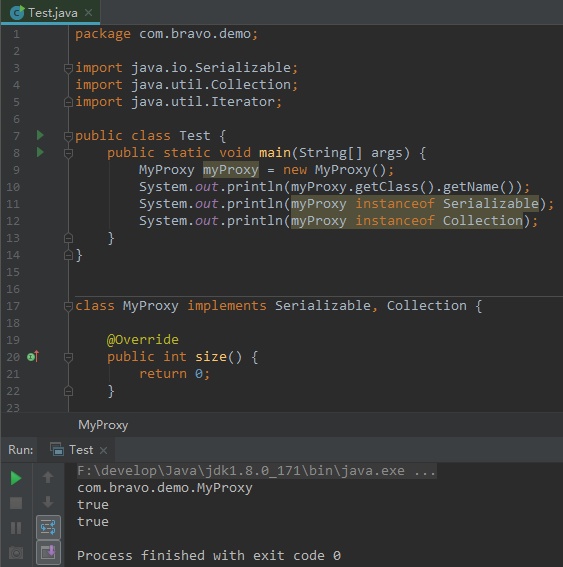 Test.java
1 package com.bravo.demo;
2
3 import java.io.Serializable;
4 import java.util.Collection;
5 import java.util.Iterator;
6
7 public class Test {
8 public static void main(String[] args) {
9 MyProxy myProxy = new MyProxy();
10 System.out.println(myProxy.getClass().getName());
11 System.out.println(myProxy instanceof Serializable);
12 System.out.println(myProxy instanceof Collection);
13 }
14 }
15
16
17 class MyProxy implements Serializable, Collection {
18
19 @Override
20 public int size() {
21 return 0;
22 }
23
MyProxy
Run: Test
F:\develop\Java\jdk1.8.0_171\bin\java.exe ...
com.bravo.demo.MyProxy
true
true
Process finished with exit code 0